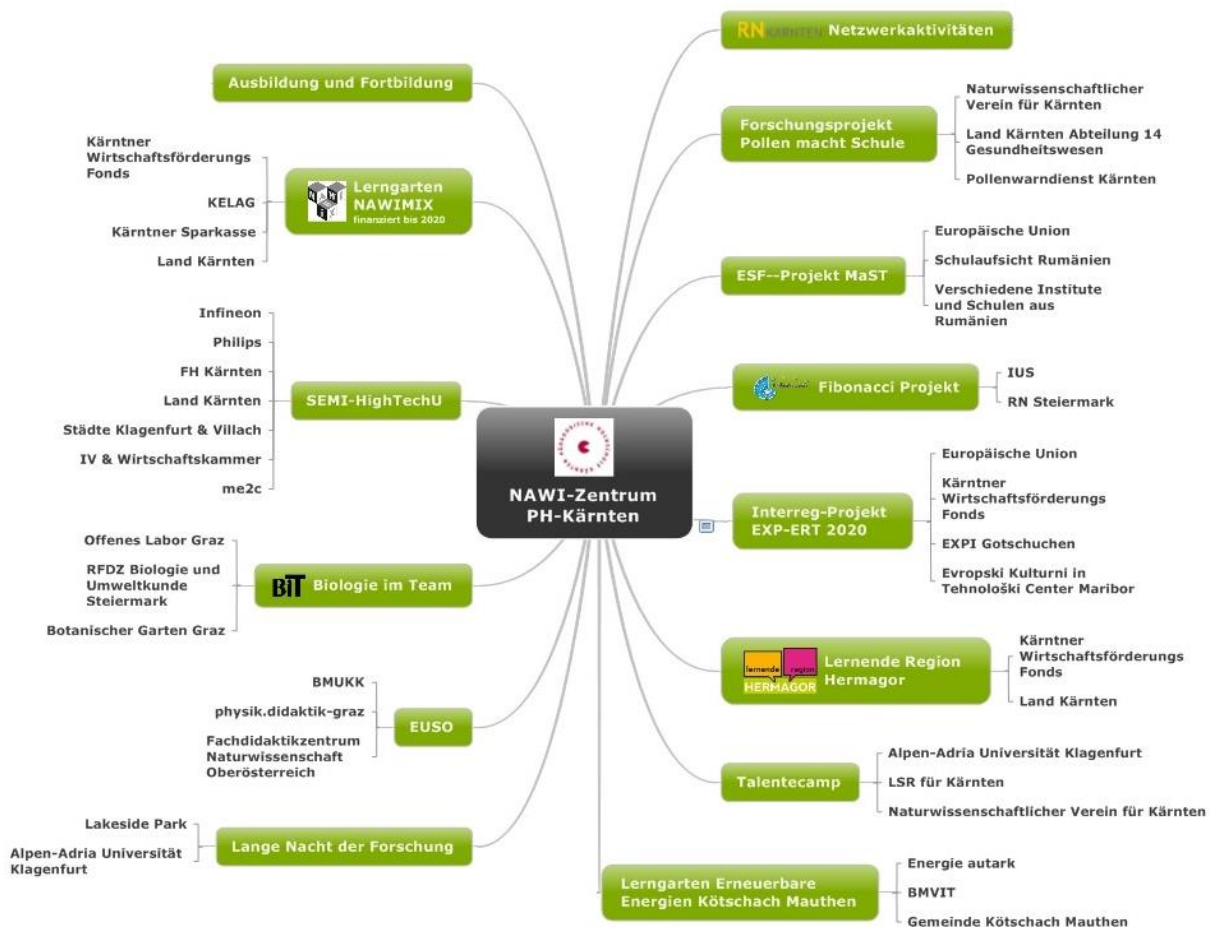 NAWI-Zentrum
PH-Kärnten
RN KÄRNTEN Netzwerkaktivitäten
Forschungsprojekt
Pollen macht Schule
Naturwissenschaftlicher
Verein für Kärnten
Land Kärnten Abteilung 14
Gesundheitswesen
Pollenwarndienst Kärnten
ESF--Projekt MaST
Europäische Union
Schulaufsicht Rumänien
Verschiedene Institute
und Schulen aus
Rumänien
Fibonacci Projekt
IUS
RN Steiermark
Interreg-Projekt
EXP-ERT 2020
Europäische Union
Kärntner
Wirtschaftsförderungs
Fonds
EXPI Gotschuchen
Evropski Kulturni in
Tehnološki Center Maribor
lernende region
HERMAGOR
Lernende Region
Hermagor
Kärntner
Wirtschaftsförderungs
Fonds
Land Kärnten
Talentecamp
Alpen-Adria Universität Klagenfurt
LSR für Kärnten
Naturwissenschaftlicher Verein für Kärnten
Lerngarten Erneuerbare
Energien Kötschach Mauthen
Energie autark
BMVIT
Gemeinde Kötschach Mauthen
Ausbildung und Fortbildung
Lerngarten
NAWIMIX
finanziert bis 2020
Kärntner
Wirtschaftsförderungs
Fonds
KELAG
Kärntner Sparkasse
Land Kärnten
SEMI-HighTechU
Infineon
Philips
FH Kärnten
Land Kärnten
Städte Klagenfurt & Villach
IV & Wirtschaftskammer
me2c
BiT Biologie im Team
Offenes Labor Graz
RFDZ Biologie und
Umweltkunde
Steiermark
Botanischer Garten Graz
EUSO
BMUKK
physik.didaktik-graz
Fachdidaktikzentrum
Naturwissenschaft
Oberösterreich
Lange Nacht der Forschung
Lakeside Park
Alpen-Adria Universität
Klagenfurt